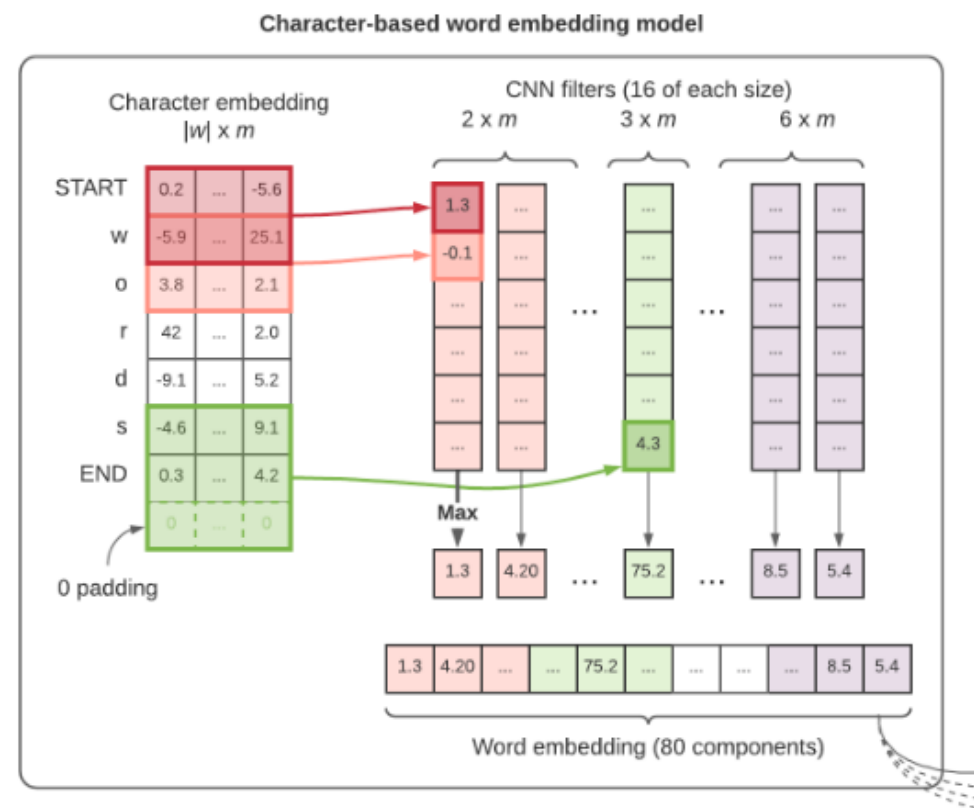 Character-based word embedding model
Character embedding
|w| x m
CNN filters (16 of each size)
2 x m 3 x m 6 x m
START 0.2 ... -5.6 1.3 ... ... ... ...
w -5.9 ... 25.1 -0.1 ... ... ... ...
o 3.8 ... 2.1 ... ... ... ... ... ... ...
r 42 ... 2.0 ... ... ... ... ...
d -9.1 ... 5.2 ... ... ... ... ...
s -4.6 ... 9.1 ... ... 4.3 ... ...
END 0.3 ... 4.2
0 ... 0
Max
0 padding
1.3 4.20 ... 75.2 ... 8.5 5.4
1.3 4.20 ... ... 75.2 ... ... ... ... 8.5 5.4
Word embedding (80 components)